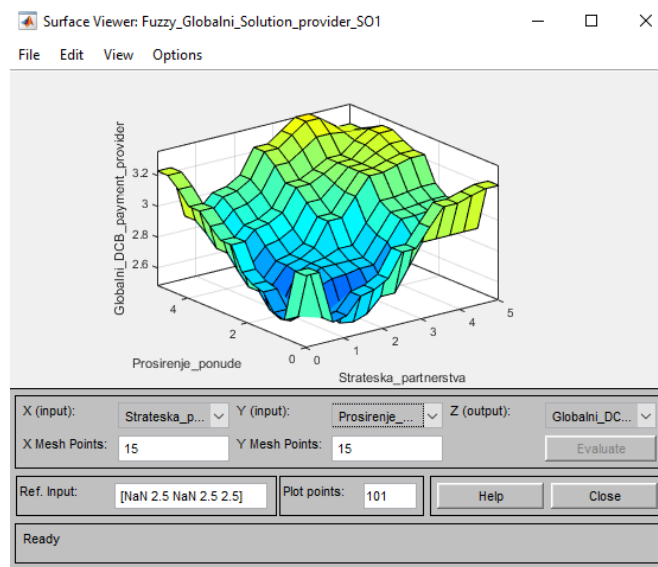 Surface Viewer: Fuzzy_Globalni_Solution_provider_SO1
File Edit View Options
Globalni_DCB_payment_provider
3.2
3
2.8
2.6
4
2
0
0
1
2
3
4
5
Prosirenje_ponude
Strateska_partnerstva
X (input): Strateska_p... Y (input): Prosirenje_... Z (output): Globalni_DC...
X Mesh Points: 15 Y Mesh Points: 15 Evaluate
Ref. Input: [NaN 2.5 NaN 2.5 2.5] Plot points: 101 Help Close
Ready